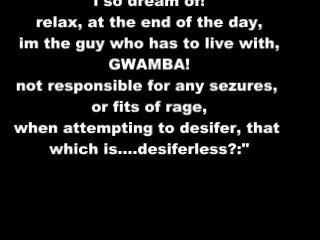 i so dream of!
relax, at the end of the day,
im the guy who has to live with,
GWAMBA!
not responsible for any sezures,
or fits of rage,
when attempting to desifer, that
which is....desiferless?:"